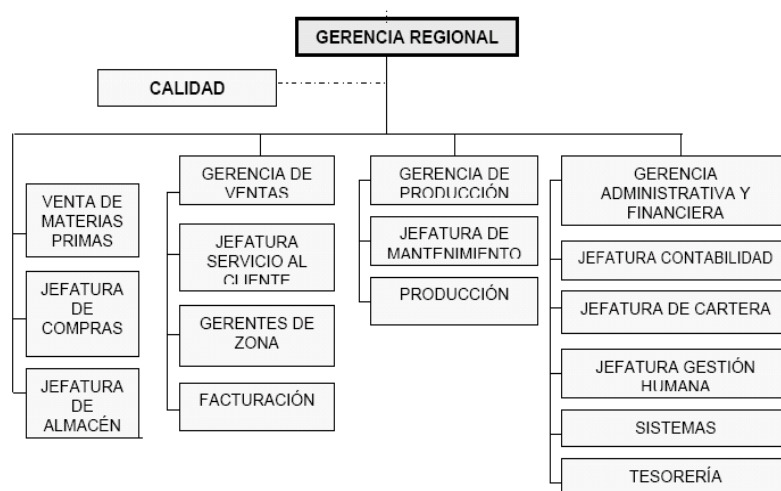 GERENCIA REGIONAL
CALIDAD
VENTA DE
MATERIAS
PRIMAS
JEFATURA
DE
COMPRAS
JEFATURA
DE
ALMACÉN
GERENCIA DE
VENTAS
JEFATURA
SERVICIO AL
CLIENTE
GERENTES DE
ZONA
FACTURACIÓN
GERENCIA DE
PRODUCCIÓN
JEFATURA DE
MANTENIMIENTO
PRODUCCIÓN
GERENCIA
ADMINISTRATIVA Y
FINANCIERA
JEFATURA CONTABILIDAD
JEFATURA DE CARTERA
JEFATURA GESTIÓN
HUMANA
SISTEMAS
TESORERÍA